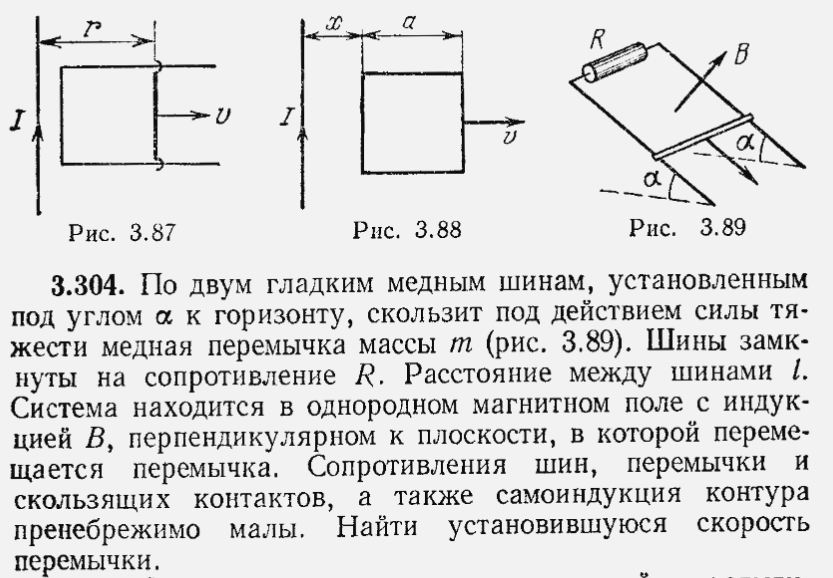 r
x
a
R
B
I
v
I
v
α
α
Рис. 3.87
Рис. 3.88
Рис. 3.89
3.304. По двум гладким медным шинам, установленным
под углом α к горизонту, скользит под действием силы тя-
жести медная перемычка массы m (рис. 3.89). Шины замк-
нуты на сопротивление R. Расстояние между шинами l.
Система находится в однородном магнитном поле с индук-
цией B, перпендикулярном к плоскости, в которой переме-
щается перемычка. Сопротивления шин, перемычки и
скользящих контактов, а также самоиндукция контура
пренебрежимо малы. Найти установившуюся скорость
перемычки.